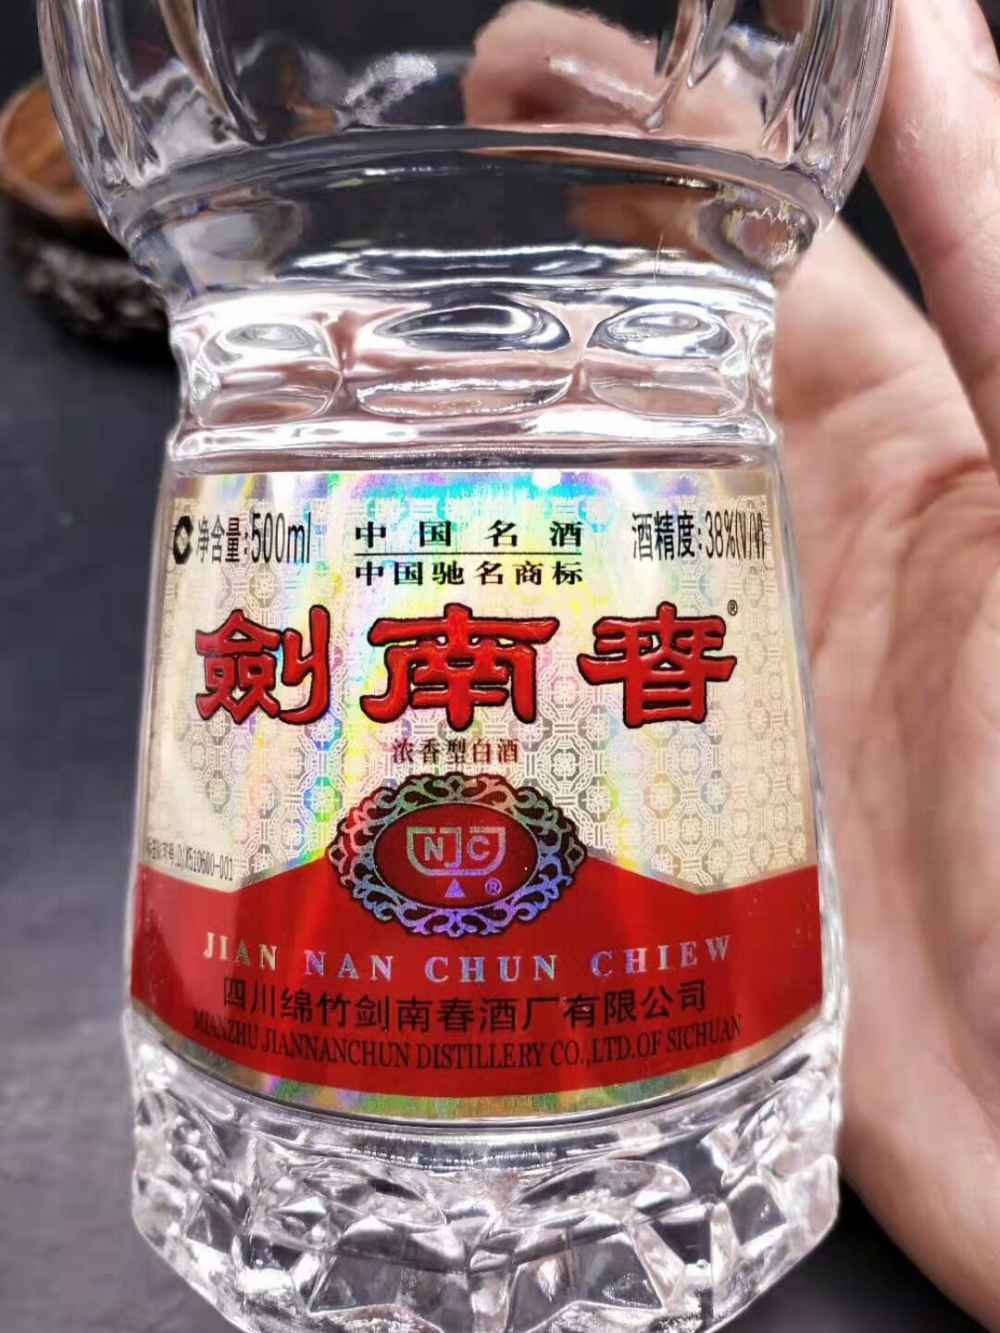 净含量:500ml
中国名酒
中国驰名商标
酒精度:38%(V/V)
劍南春®
浓香型白酒
NC
®
JIAN NAN CHUN CHIEW
四川绵竹剑南春酒厂有限公司
MIANZHU JIANNANCHUN DISTILLERY CO.,LTD.OF SICHUAN